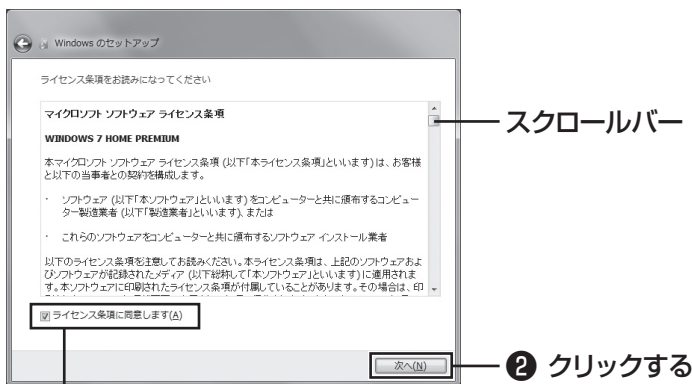 Windows のセットアップ
ライセンス条項をお読みになってください
マイクロソフト ソフトウェア ライセンス条項
WINDOWS 7 HOME PREMIUM
本マイクロソフト ソフトウェア ライセンス条項 (以下「本ライセンス条項」といいます) は、お客様
と以下の当事者との契約を構成します。
・ ソフトウェア (以下「本ソフトウェア」といいます) をコンピューターと共に頒布するコンピュー
ター製造業者 (以下「製造業者」といいます)、または
・ これらのソフトウェアをコンピューターと共に頒布するソフトウェア インストール業者
以下のライセンス条項を注意してお読みください。本ライセンス条項は、上記のソフトウェアおよ
びソフトウェアが記録されたメディア (以下総称して「本ソフトウェア」といいます) に適用されま
す。本ソフトウェアに印刷されたライセンス条項が付属していることがあります。その場合は、印
ライセンス条項に同意します(A)
次へ(N)
スクロールバー
❷ クリックする